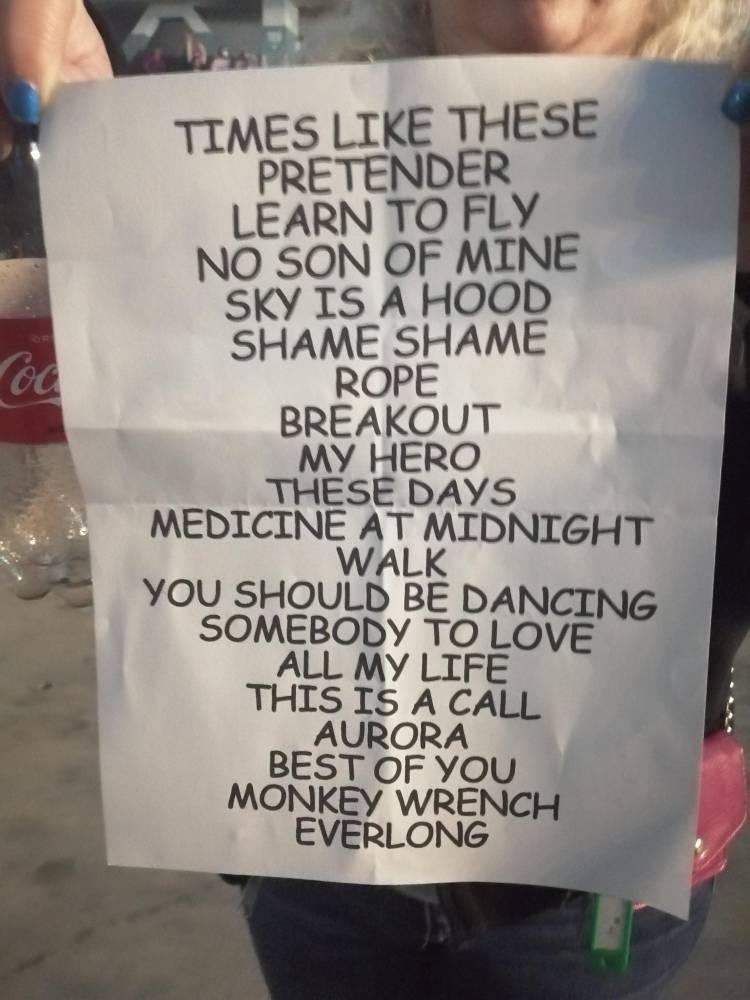 TIMES LIKE THESE
PRETENDER
LEARN TO FLY
NO SON OF MINE
SKY IS A HOOD
SHAME SHAME
ROPE
BREAKOUT
MY HERO
THESE DAYS
MEDICINE AT MIDNIGHT
WALK
YOU SHOULD BE DANCING
SOMEBODY TO LOVE
ALL MY LIFE
THIS IS A CALL
AURORA
BEST OF YOU
MONKEY WRENCH
EVERLONG